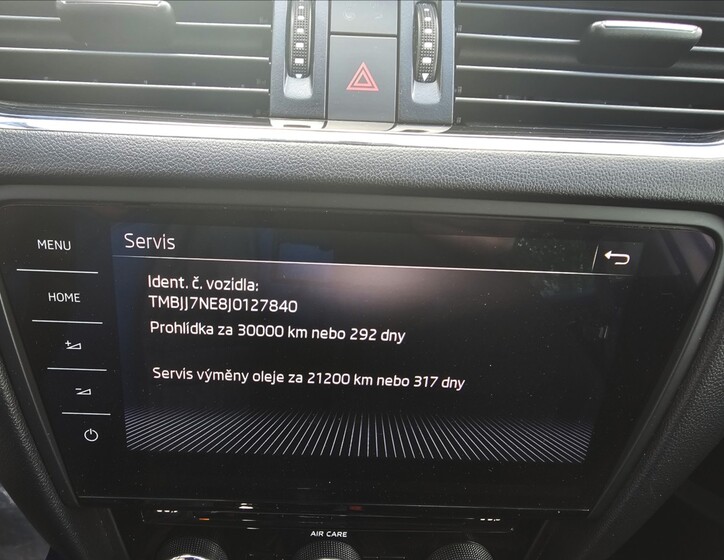 MENU
HOME
Servis
Ident. č. vozidla:
TMBJJ7NE8J0127840
Prohlídka za 30000 km nebo 292 dny
Servis výměny oleje za 21200 km nebo 317 dny
AIR CARE